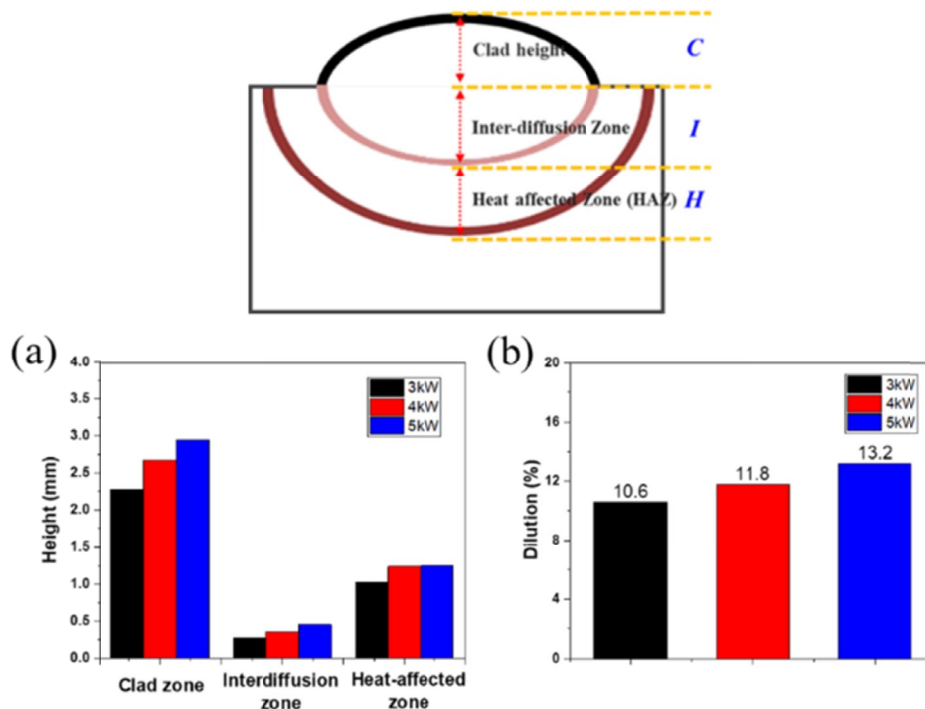 Clad height
C
Inter-diffusion Zone
I
Heat affected Zone (HAZ)
H
(a)
4.0
3.5
3.0
2.5
2.0
1.5
1.0
0.5
0.0
Height (mm)
3kW
4kW
5kW
Clad zone
Interdiffusion zone
Heat-affected zone
(b)
20
16
12
8
4
0
Dilution (%)
3kW
4kW
5kW
10.6
11.8
13.2